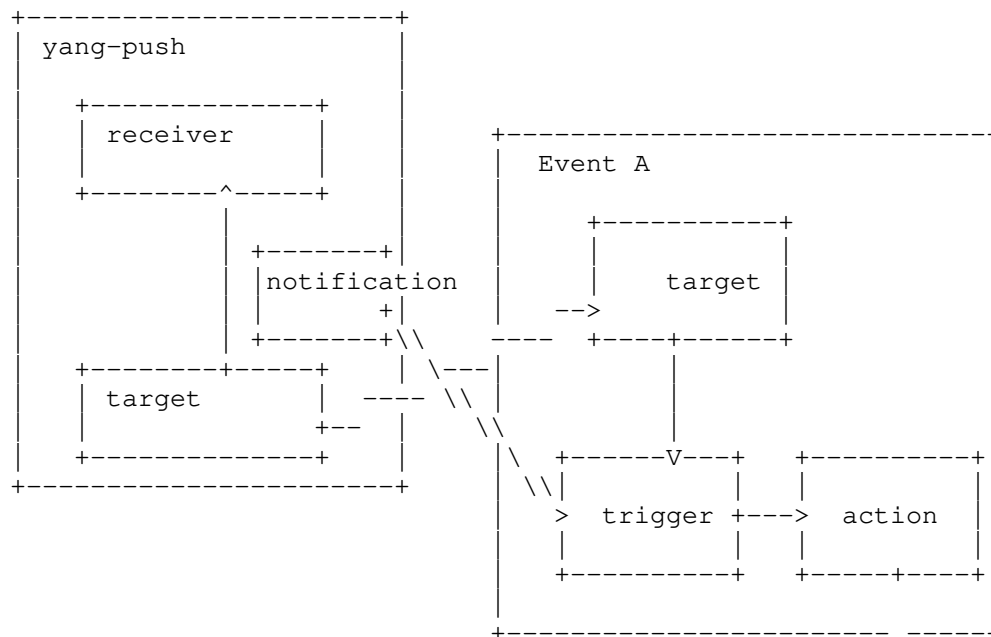 yang-push
receiver
Event A
notification
target
target
trigger
action